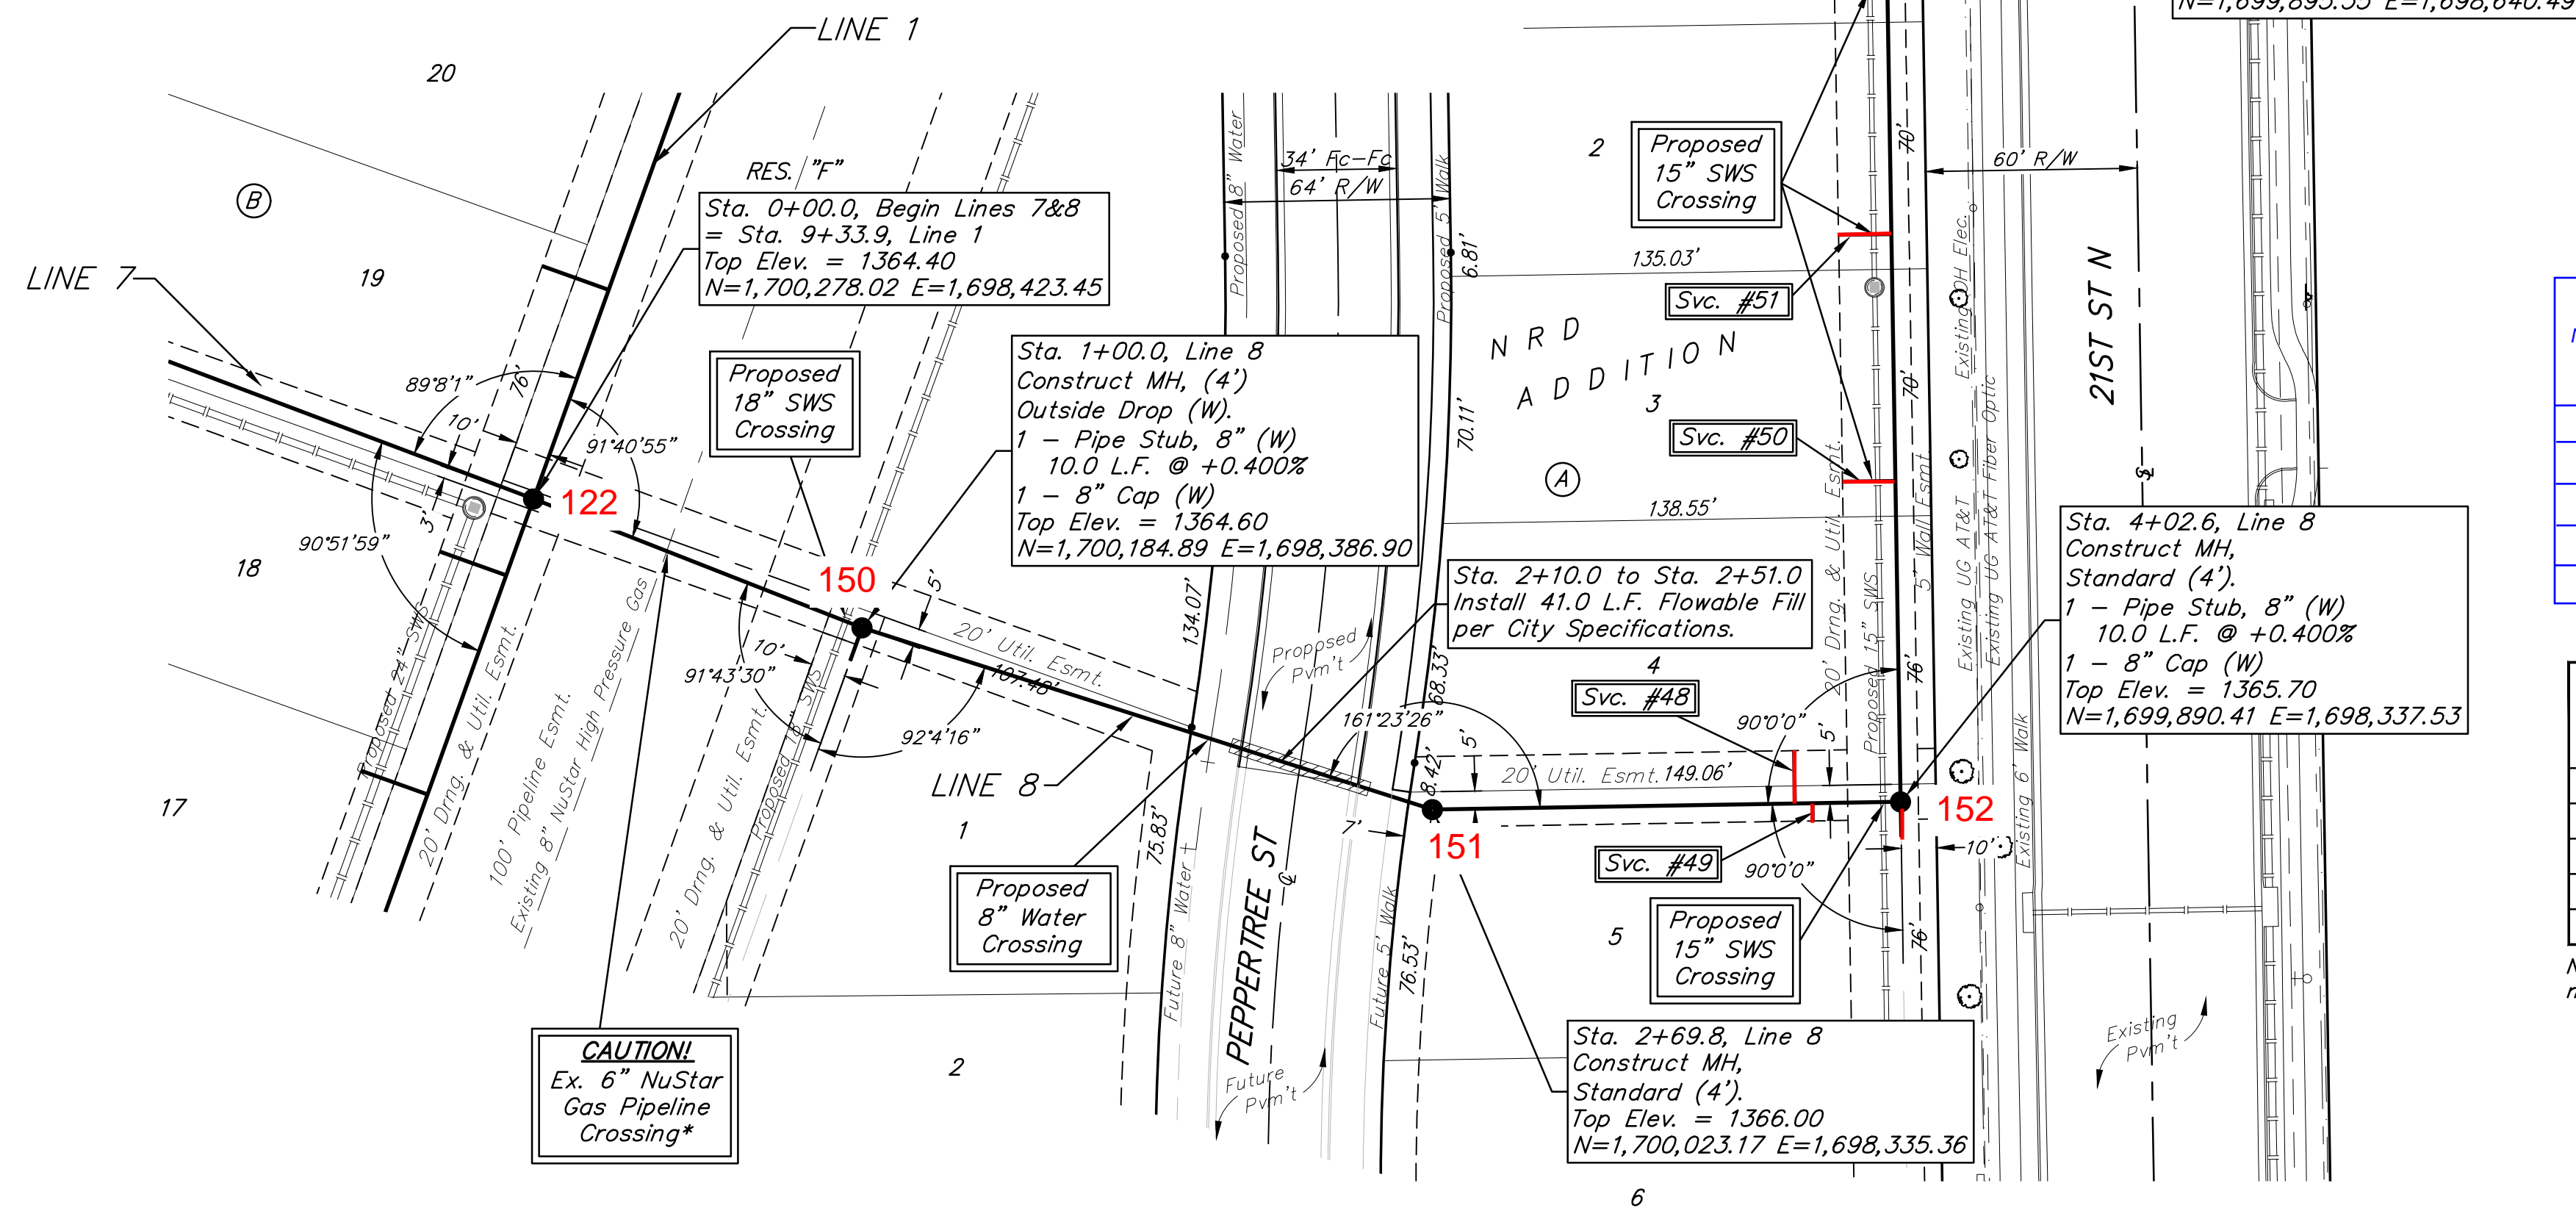 LINE 1
N=1,699,895.55 E=1,698,640.49
20
B
RES. "F"
Sta. 0+00.0, Begin Lines 7&8
= Sta. 9+33.9, Line 1
Top Elev. = 1364.40
N=1,700,278.02 E=1,698,423.45
LINE 7
19
89°8'1"
76'
10'
91°40'55"
3'
90°51'59"
122
18
17
Proposed
18" SWS
Crossing
Sta. 1+00.0, Line 8
Construct MH, (4')
Outside Drop (W).
1 - Pipe Stub, 8" (W)
10.0 L.F. @ +0.400%
1 - 8" Cap (W)
Top Elev. = 1364.60
N=1,700,184.89 E=1,698,386.90
150
5'
10'
91°43'30"
92°4'16"
107.48'
20' Util. Esmt.
Proposed 24" SWS
20' Drng. & Util. Esmt.
100' Pipeline Esmt.
Existing 8" NuStar High Pressure Gas
20' Drng. & Util. Esmt.
Proposed 18" SWS
CAUTION!
Ex. 6" NuStar
Gas Pipeline
Crossing*
LINE 8
1
2
Proposed
8" Water
Crossing
Proposed 8" Water
34' Fc-Fc
64' R/W
Proposed 5' Walk
6.81'
70.11'
134.07'
68.33'
8.42'
75.83'
76.53'
7'
Proposed
Pvm't
Future 8" Water
PEPPERTREE ST
℄
Future 5' Walk
Future
Pvm't
Sta. 2+10.0 to Sta. 2+51.0
Install 41.0 L.F. Flowable Fill
per City Specifications.
161°23'26"
5'
151
2
Proposed
15" SWS
Crossing
135.03'
Svc. #51
NRD
ADDITION
3
Svc. #50
A
138.55'
4
Svc. #48
90°0'0"
5'
20' Util. Esmt.
149.06'
Svc. #49
90°0'0"
5
Proposed
15" SWS
Crossing
152
10'
Sta. 2+69.8, Line 8
Construct MH,
Standard (4').
Top Elev. = 1366.00
N=1,700,023.17 E=1,698,335.36
6
70'
70'
76'
76'
20' Drng. & Util. Esmt.
Proposed 15" SWS
5' Wall Esmt.
Existing OH Elec.
Existing UG AT&T
Existing UG AT&T Fiber Optic
Existing 6' Walk
60' R/W
21ST ST N
℄
Sta. 4+02.6, Line 8
Construct MH,
Standard (4').
1 - Pipe Stub, 8" (W)
10.0 L.F. @ +0.400%
1 - 8" Cap (W)
Top Elev. = 1365.70
N=1,699,890.41 E=1,698,337.53
Existing
Pvm't